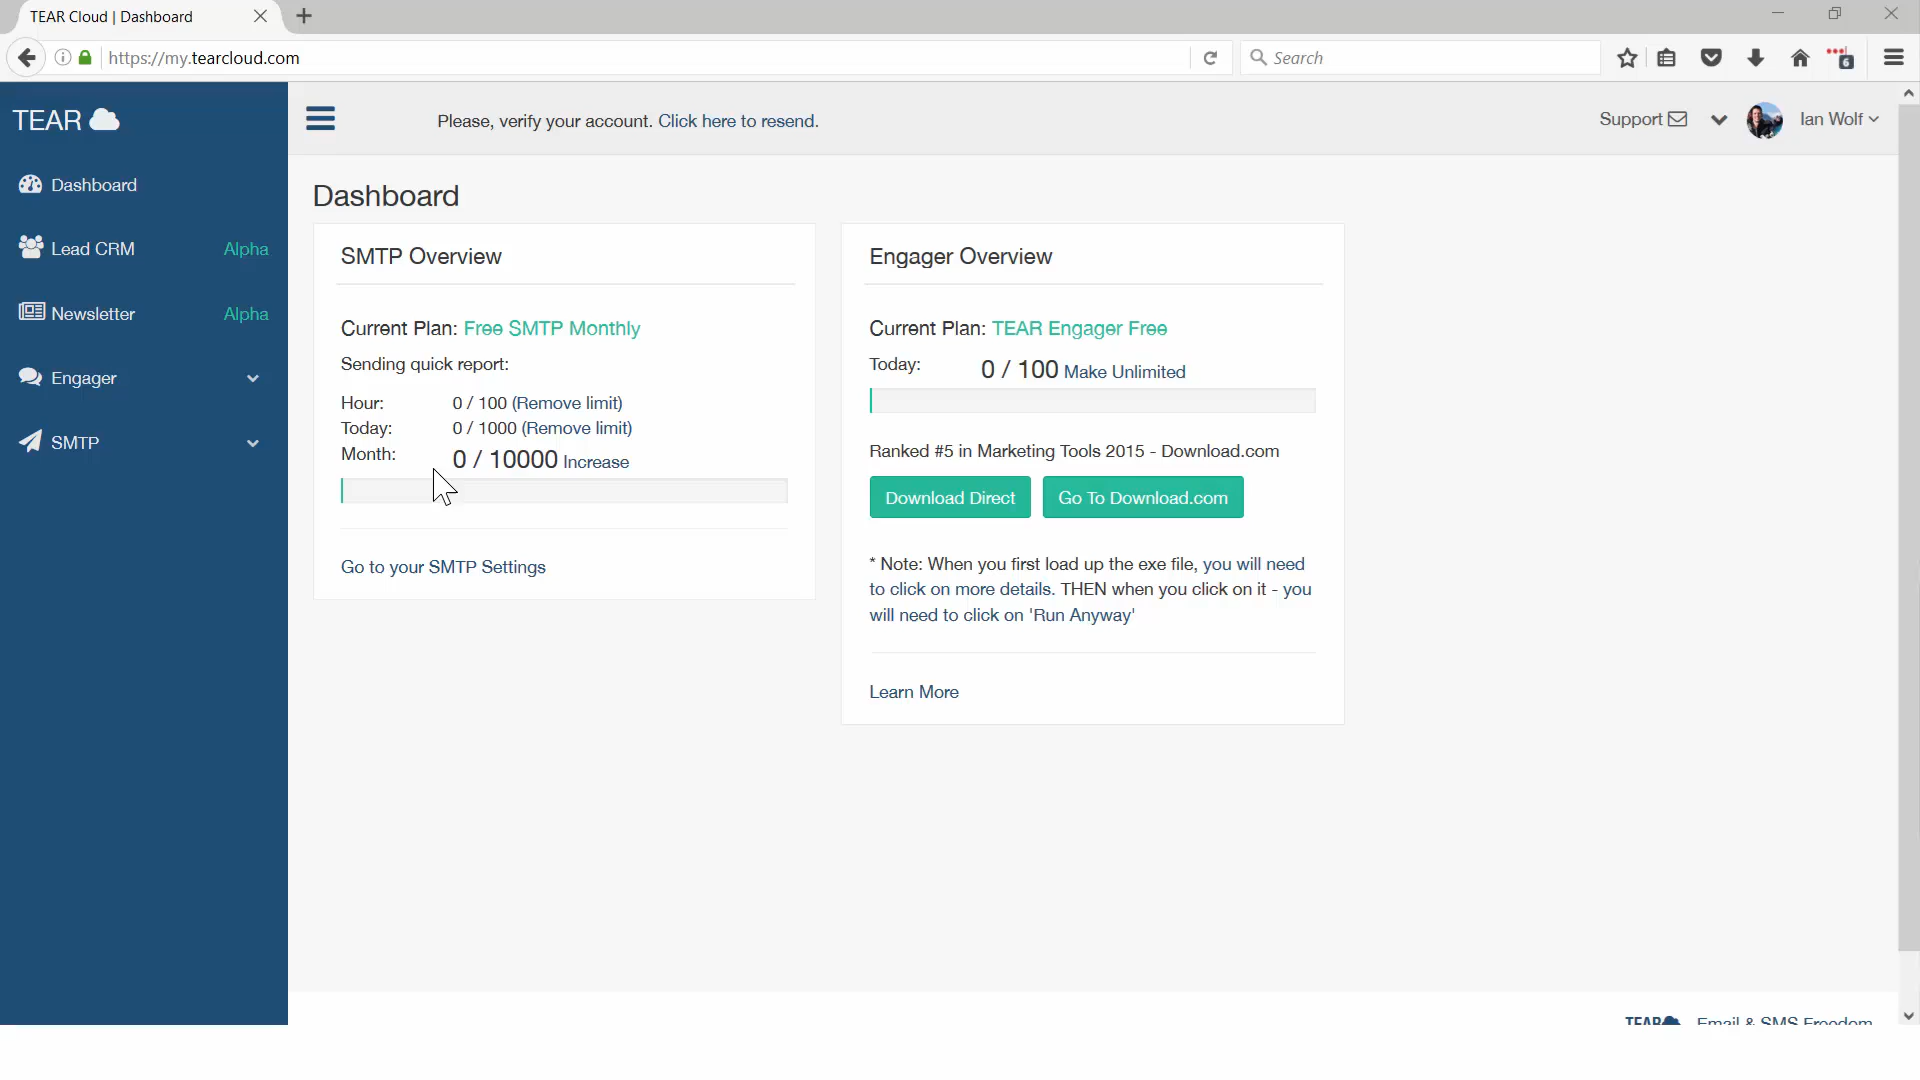 TEAR Cloud | Dashboard
https://my.tearcloud.com
Search
6
TEAR
Please, verify your account. Click here to resend.
Support
Ian Wolf
Dashboard
Lead CRM Alpha
Newsletter Alpha
Engager
SMTP
Dashboard
SMTP Overview
Current Plan: Free SMTP Monthly
Sending quick report:
Hour: 0 / 100 (Remove limit)
Today: 0 / 1000 (Remove limit)
Month: 0 / 10000 Increase
Go to your SMTP Settings
Engager Overview
Current Plan: TEAR Engager Free
Today: 0 / 100 Make Unlimited
Ranked #5 in Marketing Tools 2015 - Download.com
Download Direct
Go To Download.com
* Note: When you first load up the exe file, you will need
to click on more details. THEN when you click on it - you
will need to click on 'Run Anyway'
Learn More
TEAR Email & SMS Freedom